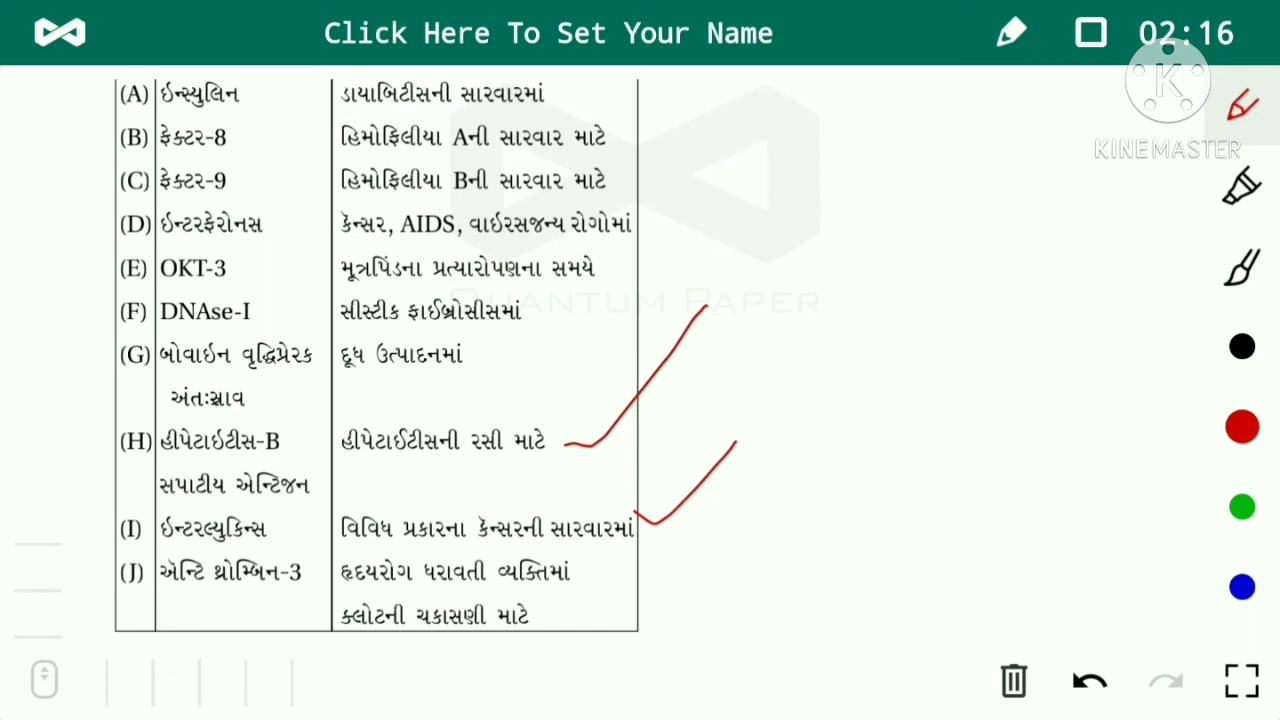 Click Here To Set Your Name 02:16
KINEMASTER
(A) ઇન્સ્યુલિન ડાયાબિટીસની સારવારમાં
(B) ફેક્ટર-8 હિમોફિલીયા Aની સારવાર માટે
(C) ફેક્ટર-9 હિમોફિલીયા Bની સારવાર માટે
(D) ઇન્ટરફેરોનસ કૅન્સર, AIDS, વાઇરસજન્ય રોગોમાં
(E) OKT-3 મૂત્રપિંડના પ્રત્યારોપણના સમયે
QUANTUM PAPER
(F) DNAse-I સીસ્ટીક ફાઈબ્રોસીસમાં
(G) બોવાઇન વૃદ્ધિપ્રેરક દૂધ ઉત્પાદનમાં
અંતઃસ્રાવ
(H) હીપેટાઇટીસ-B હીપેટાઈટીસની રસી માટે
સપાટીય એન્ટિજન
(I) ઇન્ટરલ્યુકિન્સ વિવિધ પ્રકારના કૅન્સરની સારવારમાં
(J) ઍન્ટિ થ્રોમ્બિન-3 હૃદયરોગ ધરાવતી વ્યક્તિમાં
ક્લોટની ચકાસણી માટે